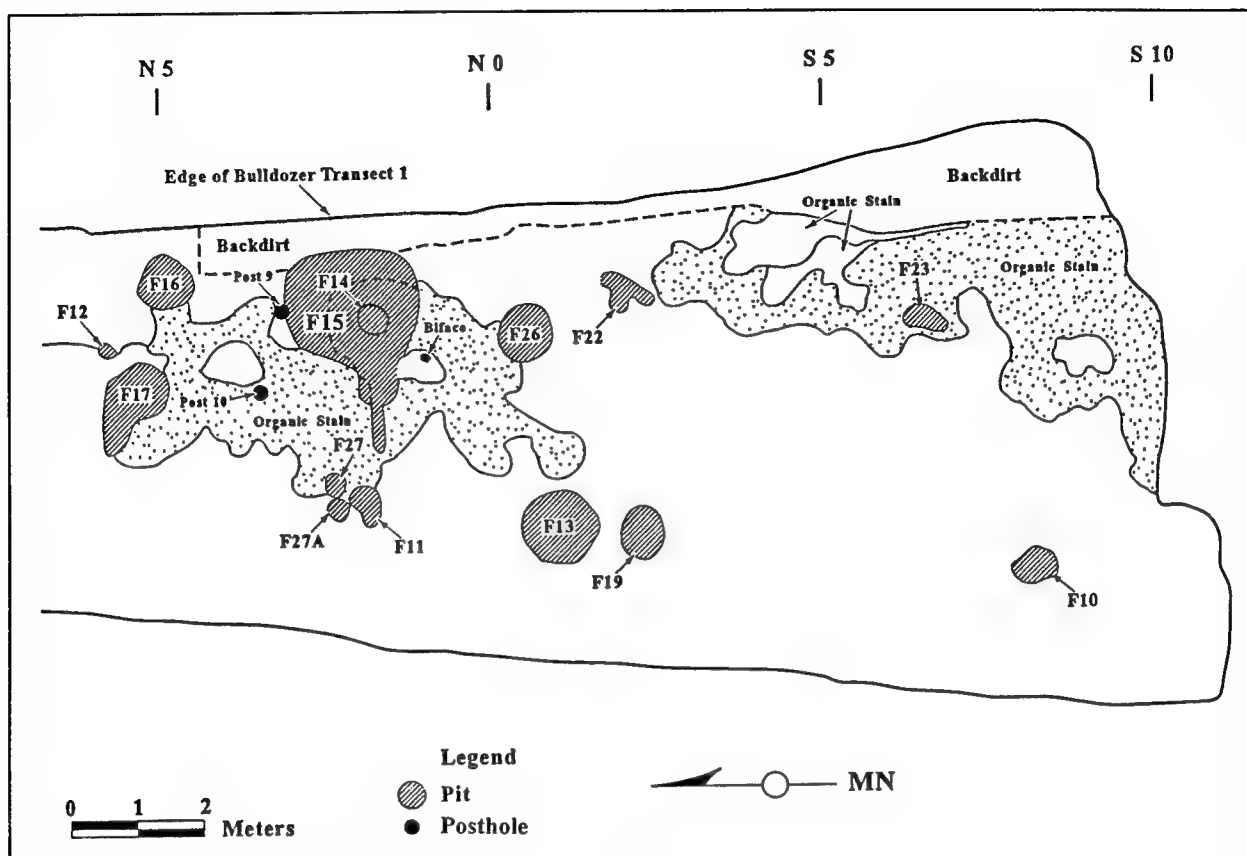 N 5
N 0
S 5
S 10
Edge of Bulldozer Transect 1
Backdirt
Organic Stain
Backdirt
Post 9
F16
F14
F23
Organic Stain
F12
F15
Biface
F26
F22
F17
Post 10
Organic Stain
F27
F27A
F11
F13
F19
F10
Legend
Pit
Posthole
0 1 2
Meters
MN